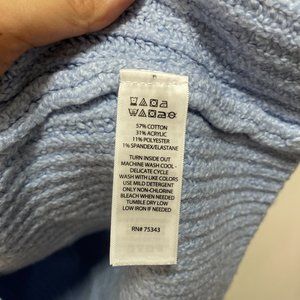 57% COTTON
31% ACRYLIC
11% POLYESTER
1% SPANDEX/ELASTANE
TURN INSIDE OUT
MACHINE WASH COOL -
DELICATE CYCLE
WASH WITH LIKE COLORS
USE MILD DETERGENT
ONLY NON-CHLORINE
BLEACH WHEN NEEDED
TUMBLE DRY LOW
LOW IRON IF NEEDED
RN# 75343